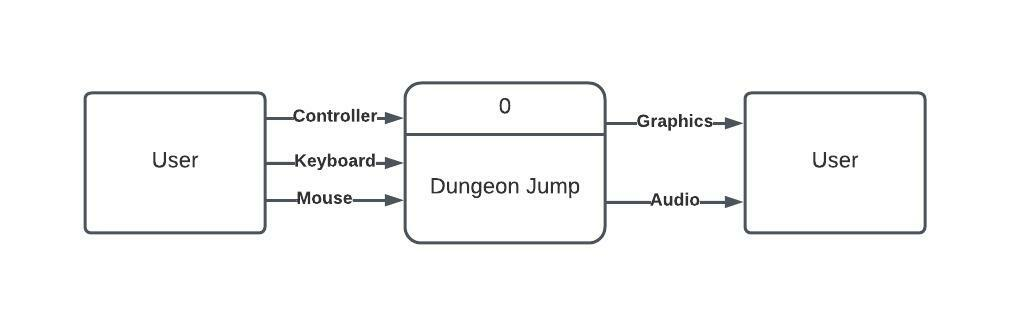 User
Controller
Keyboard
Mouse
0
Dungeon Jump
Graphics
Audio
User